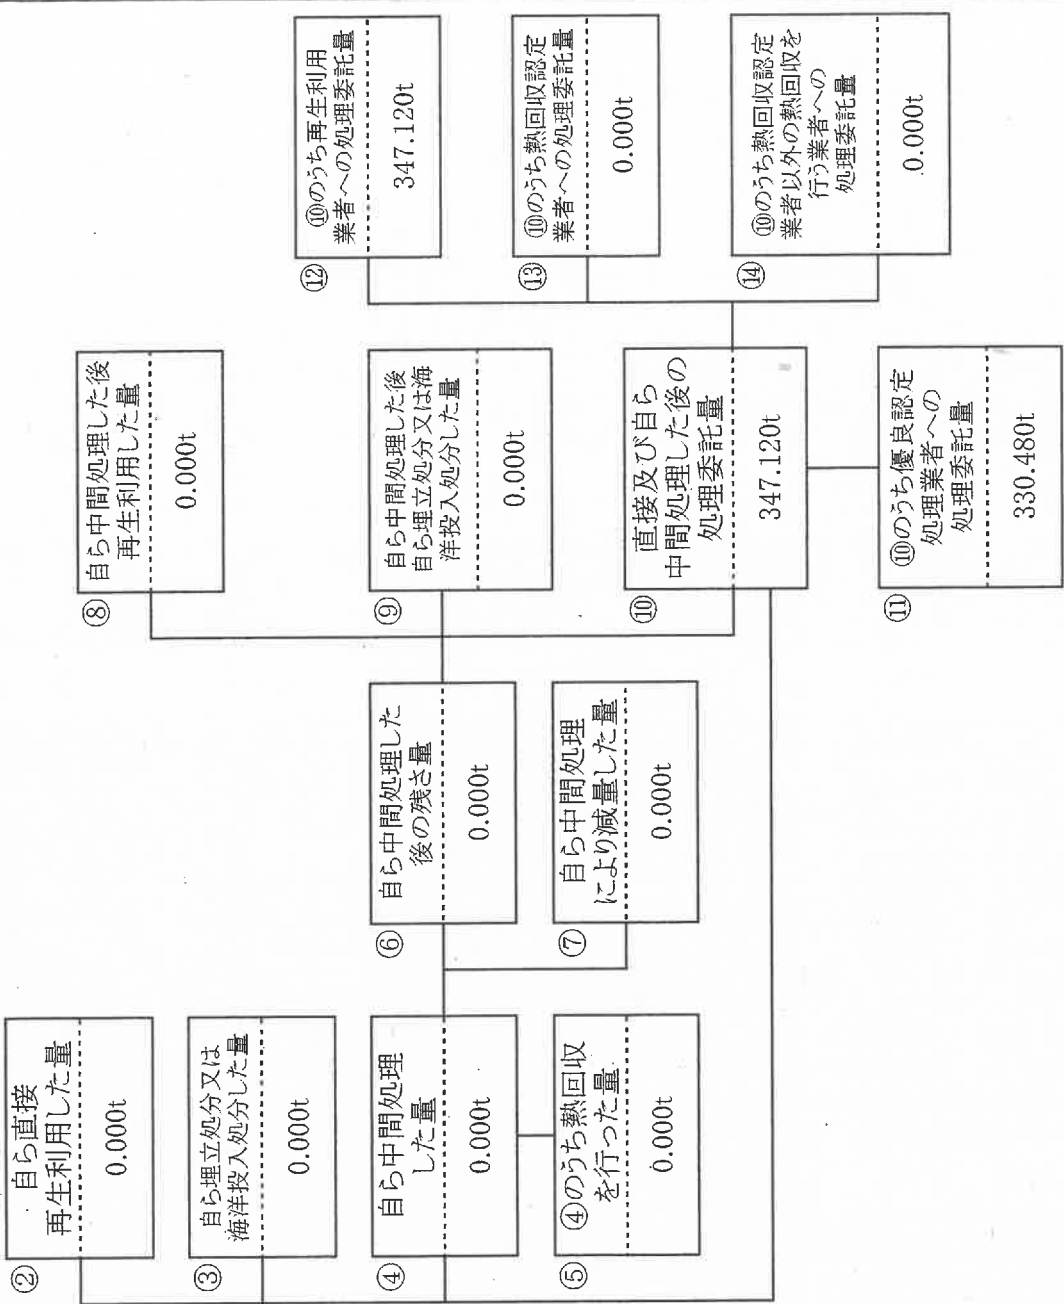 ②
自ら直接
再生利用した量
0.000t
③
自ら埋立処分又は
海洋投入処分した量
0.000t
④
自ら中間処理
した量
0.000t
⑤
④のうち熱回収
を行った量
0.000t
⑥
自ら中間処理した
後の残さ量
0.000t
⑦
自ら中間処理
により減量した量
0.000t
⑧
自ら中間処理した後
再生利用した量
0.000t
⑨
自ら中間処理した後
自ら埋立処分又は海
洋投入処分した量
0.000t
⑩
直接及び自ら
中間処理した後の
処理委託量
347.120t
⑪
⑩のうち優良認定
処理業者への
処理委託量
330.480t
⑫
⑩のうち再生利用
業者への処理委託量
347.120t
⑬
⑩のうち熱回収認定
業者への処理委託量
0.000t
⑭
⑩のうち熱回収認定
業者以外の熱回収を
行う業者への
処理委託量
0.000t